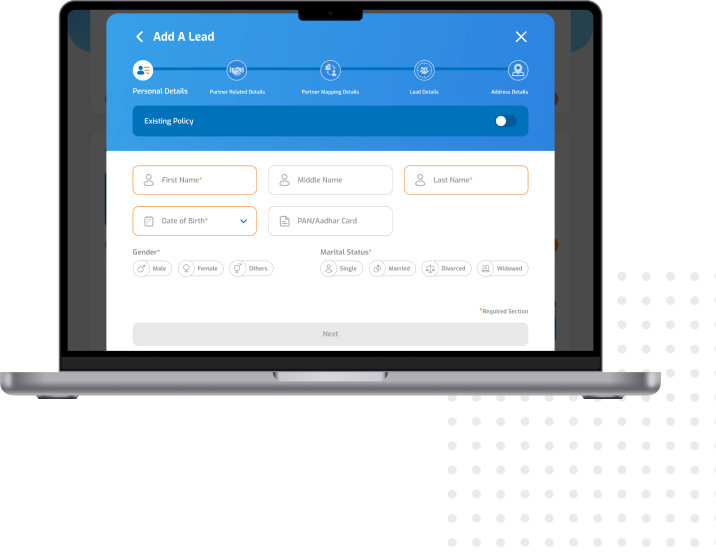 Add A Lead
Personal Details
Partner Related Details
Partner Mapping Details
Lead Details
Address Details
Existing Policy
First Name*
Middle Name
Last Name*
Date of Birth*
PAN/Aadhar Card
Gender*
Marital Status*
Male
Female
Others
Single
Married
Divorced
Widowed
*Required Section
Next